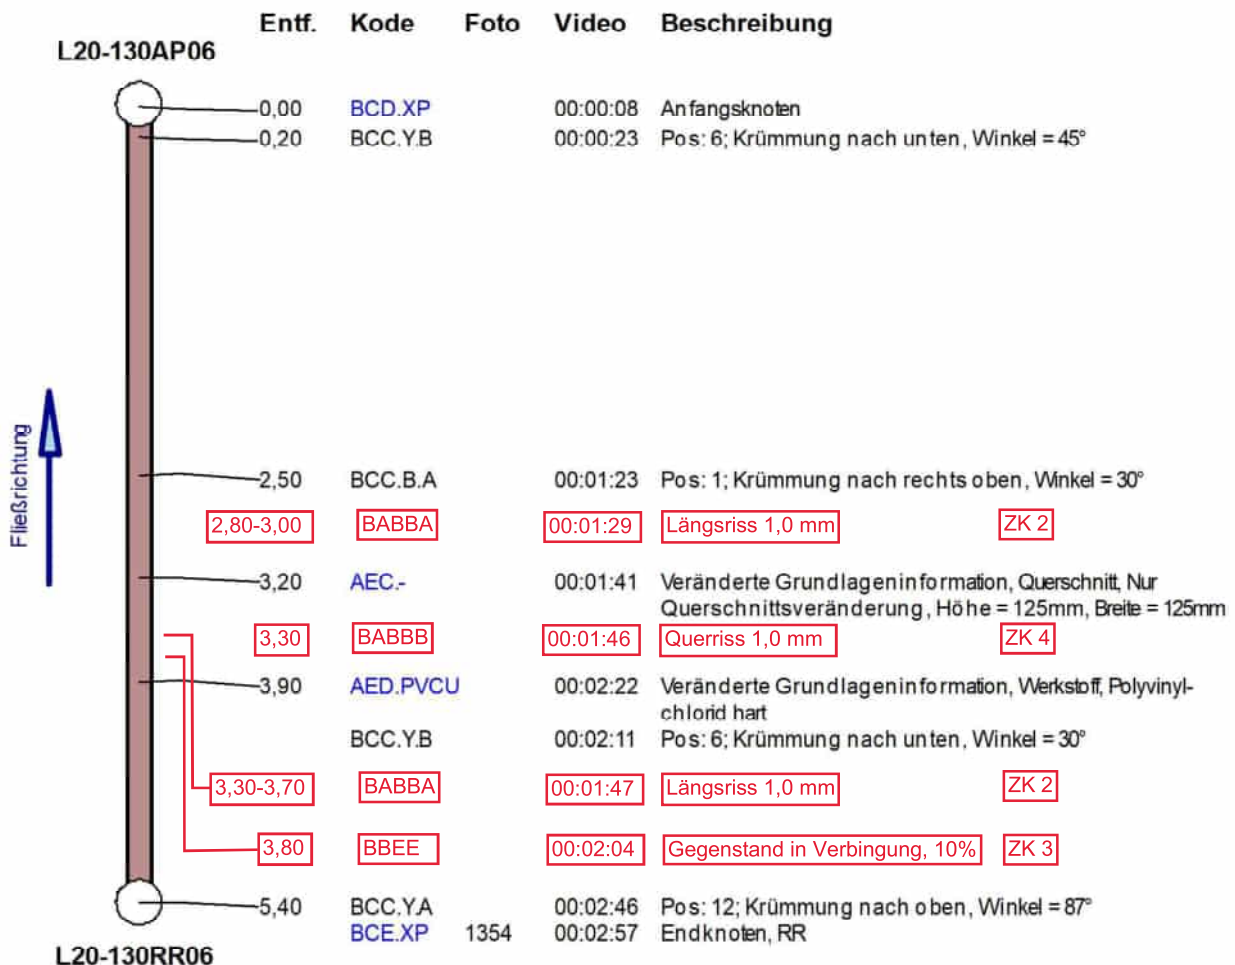 Entf. Kode Foto Video Beschreibung
L20-130AP06
0,00 BCD.XP 00:00:08 Anfangsknoten
0,20 BCC.Y.B 00:00:23 Pos: 6; Krümmung nach unten, Winkel = 45°
Fließrichtung
2,50 BCC.B.A 00:01:23 Pos: 1; Krümmung nach rechts oben, Winkel = 30°
2,80-3,00 BABBA 00:01:29 Längsriss 1,0 mm ZK 2
3,20 AEC.- 00:01:41 Veränderte Grundlageninformation, Querschnitt, Nur
Querschnittsveränderung, Höhe = 125mm, Breite = 125mm
3,30 BABBB 00:01:46 Querriss 1,0 mm ZK 4
3,90 AED.PVCU 00:02:22 Veränderte Grundlageninformation, Werkstoff, Polyvinyl-
chlorid hart
BCC.Y.B 00:02:11 Pos: 6; Krümmung nach unten, Winkel = 30°
3,30-3,70 BABBA 00:01:47 Längsriss 1,0 mm ZK 2
3,80 BBEE 00:02:04 Gegenstand in Verbingung, 10% ZK 3
5,40 BCC.Y.A 00:02:46 Pos: 12; Krümmung nach oben, Winkel = 87°
BCE.XP 1354 00:02:57 Endknoten, RR
L20-130RR06